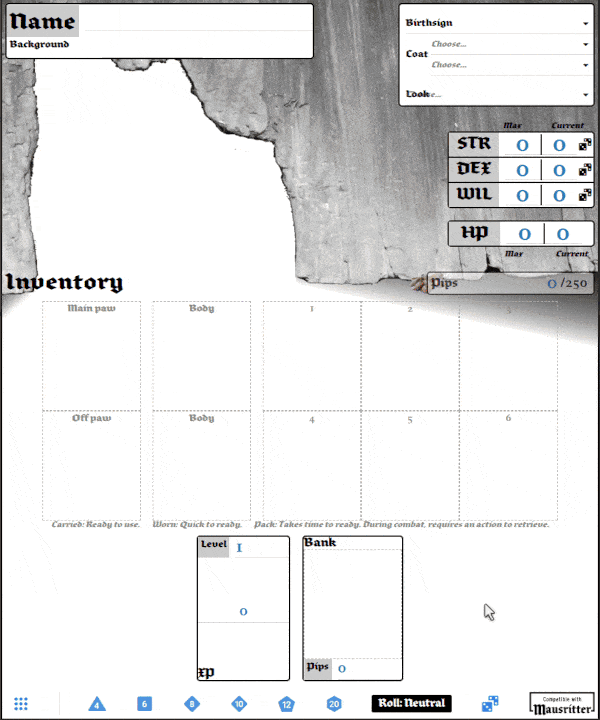 Name
Background
Birthsign
Choose...
Coat
Choose...
Look
Max Current
STR 0 0
DEX 0 0
WIL 0 0
HP 0 0
Max Current
Inventory
Pips 0 /250
Main paw Body 1 2 3
Off paw Body 4 5 6
Carried: Ready to use. Worn: Quick to ready. Pack: Takes time to ready. During combat, requires an action to retrieve.
Level 1
0
XP
Bank
Pips 0
4 6 8 10 12 20 Roll: Neutral
Compatible with
Mausritter